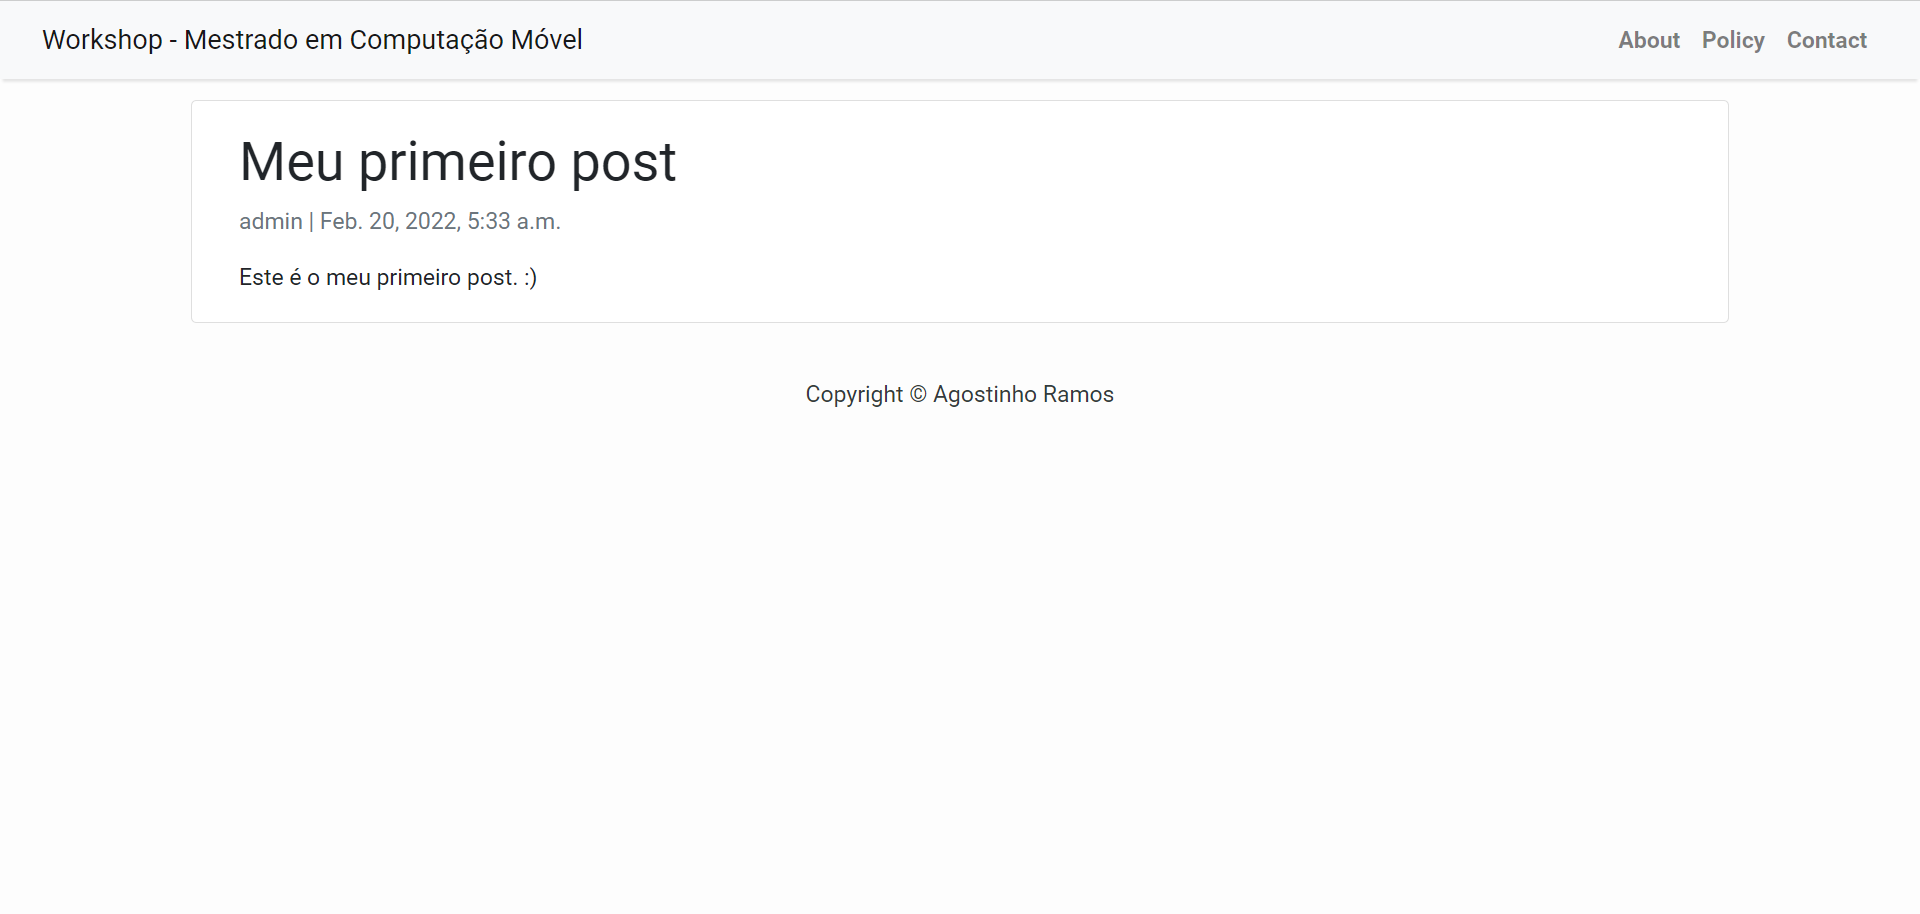 Workshop - Mestrado em Computação Móvel
About Policy Contact
Meu primeiro post
admin | Feb. 20, 2022, 5:33 a.m.
Este é o meu primeiro post. :)
Copyright © Agostinho Ramos